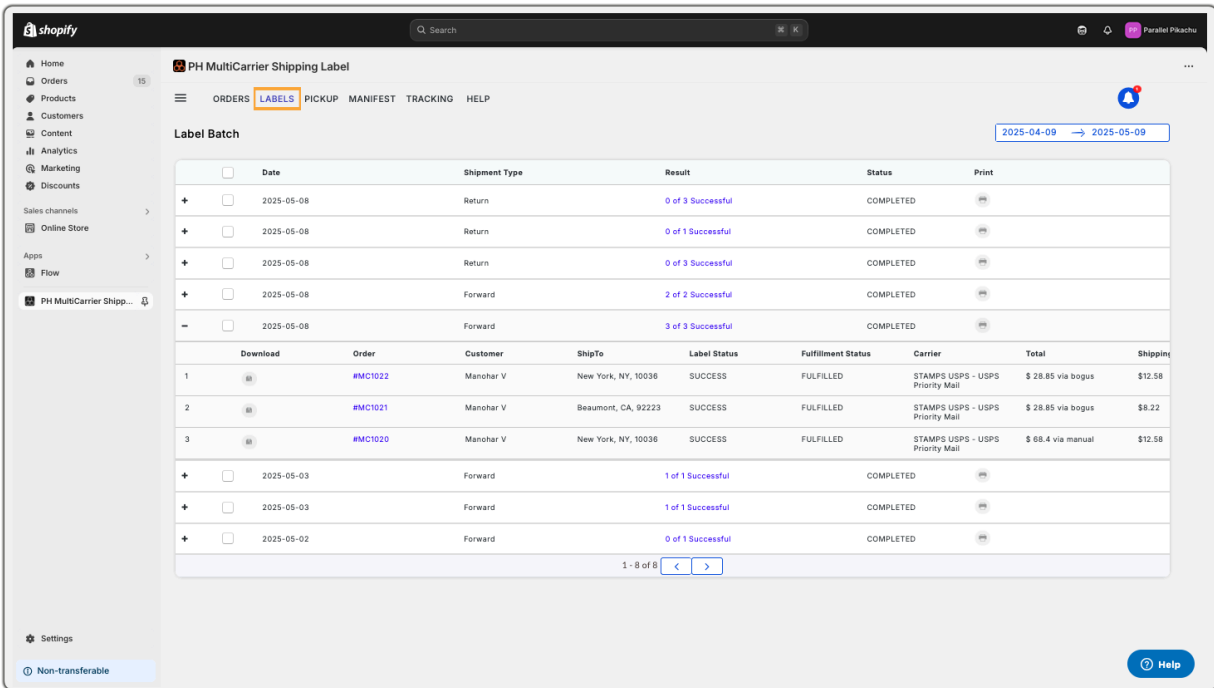 shopify
Search
⌘ K
PP Parallel Pikachu
Home
Orders 15
Products
Customers
Content
Analytics
Marketing
Discounts
Sales channels
Online Store
Apps
Flow
PH MultiCarrier Shipp...
Settings
Non-transferable
PH MultiCarrier Shipping Label
ORDERS LABELS PICKUP MANIFEST TRACKING HELP
Label Batch
2025-04-09 → 2025-05-09
Date Shipment Type Result Status Print
+ 2025-05-08 Return 0 of 3 Successful COMPLETED
+ 2025-05-08 Return 0 of 1 Successful COMPLETED
+ 2025-05-08 Return 0 of 3 Successful COMPLETED
+ 2025-05-08 Forward 2 of 2 Successful COMPLETED
− 2025-05-08 Forward 3 of 3 Successful COMPLETED
Download Order Customer ShipTo Label Status Fulfillment Status Carrier Total Shipping
1 #MC1022 Manohar V New York, NY, 10036 SUCCESS FULFILLED STAMPS USPS - USPS $ 28.85 via bogus $12.58
Priority Mail
2 #MC1021 Manohar V Beaumont, CA, 92223 SUCCESS FULFILLED STAMPS USPS - USPS $ 28.85 via bogus $8.22
Priority Mail
3 #MC1020 Manohar V New York, NY, 10036 SUCCESS FULFILLED STAMPS USPS - USPS $ 68.4 via manual $12.58
Priority Mail
+ 2025-05-03 Forward 1 of 1 Successful COMPLETED
+ 2025-05-03 Forward 1 of 1 Successful COMPLETED
+ 2025-05-02 Forward 0 of 1 Successful COMPLETED
1 - 8 of 8
Help